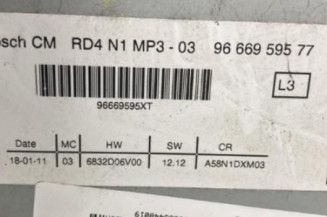 osch CM RD4 N1 MP3 - 03 96 669 595 77
L3
96669595XT
Date MC HW SW CR
18-01-11 03 6832D06V00 12.12 A58N1DXM03